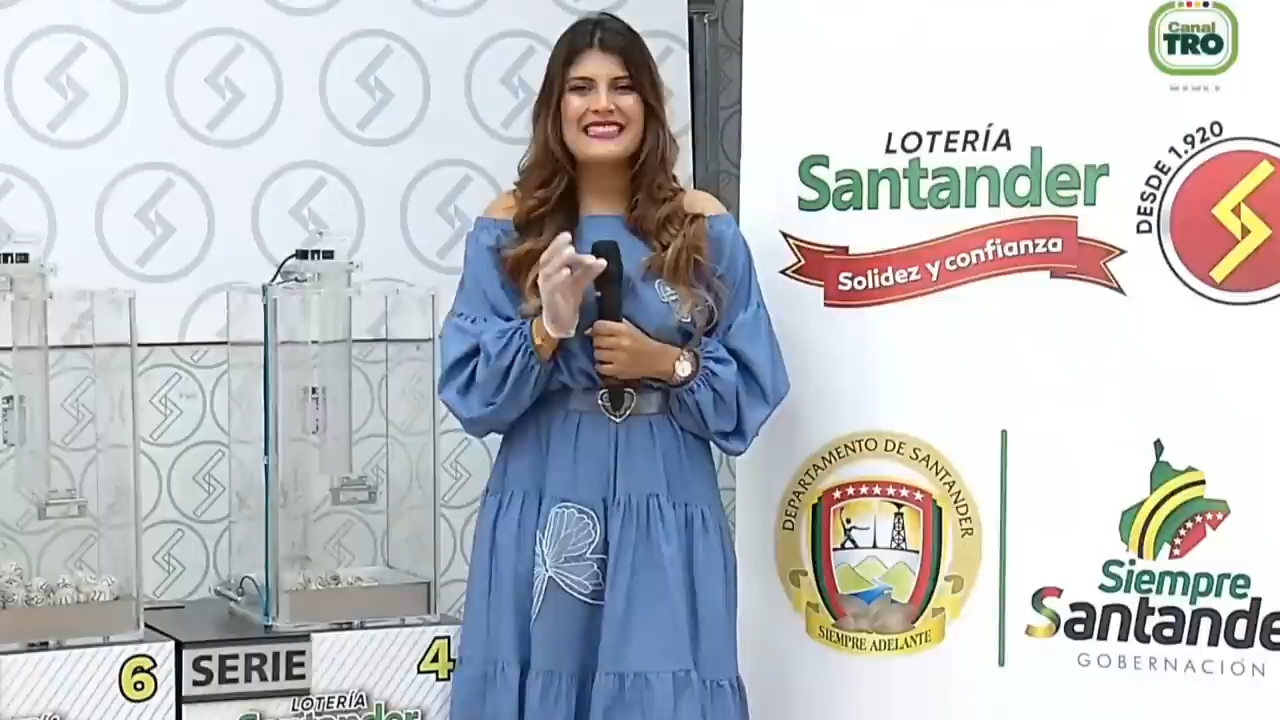 Canal
TRO
LOTERÍA
Santander
Solidez y confianza
DESDE 1.920
DEPARTAMENTO DE SANTANDER
SIEMPRE ADELANTE
Siempre
Santande
GOBERNACIÓN
6
SERIE
4
LOTERÍA
Santander